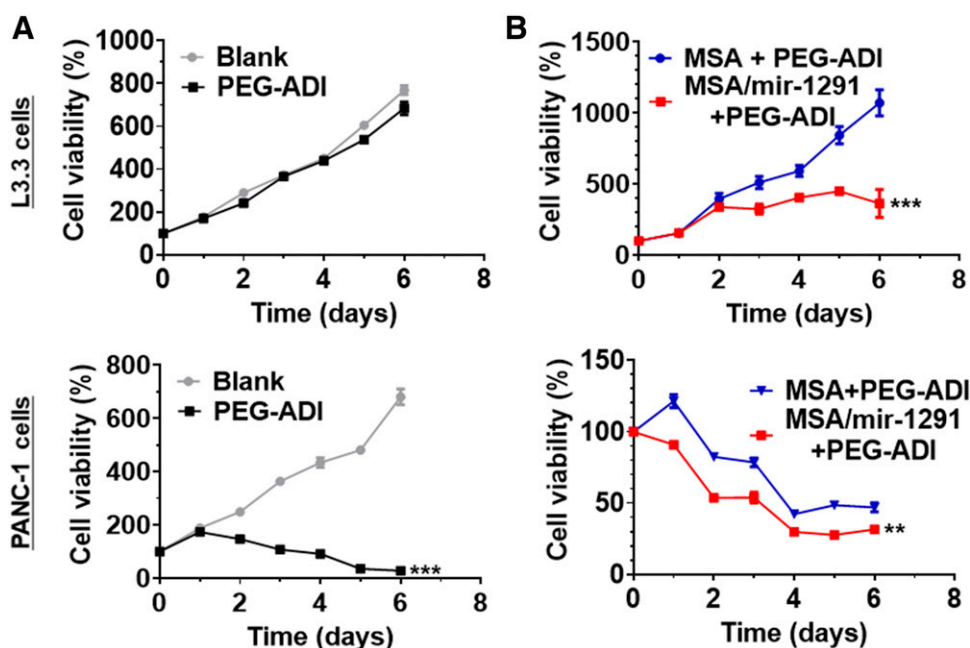 A
L3.3 cells
Cell viability (%)
1000
800
600
400
200
0
Blank
PEG-ADI
0 2 4 6 8
Time (days)
B
Cell viability (%)
1500
1000
500
0
MSA + PEG-ADI
MSA/mir-1291
+PEG-ADI
***
0 2 4 6 8
Time (days)
PANC-1 cells
Cell viability (%)
800
600
400
200
0
Blank
PEG-ADI
***
0 2 4 6 8
Time (days)
Cell viability (%)
150
100
50
0
MSA+PEG-ADI
MSA/mir-1291
+PEG-ADI
**
0 2 4 6 8
Time (days)